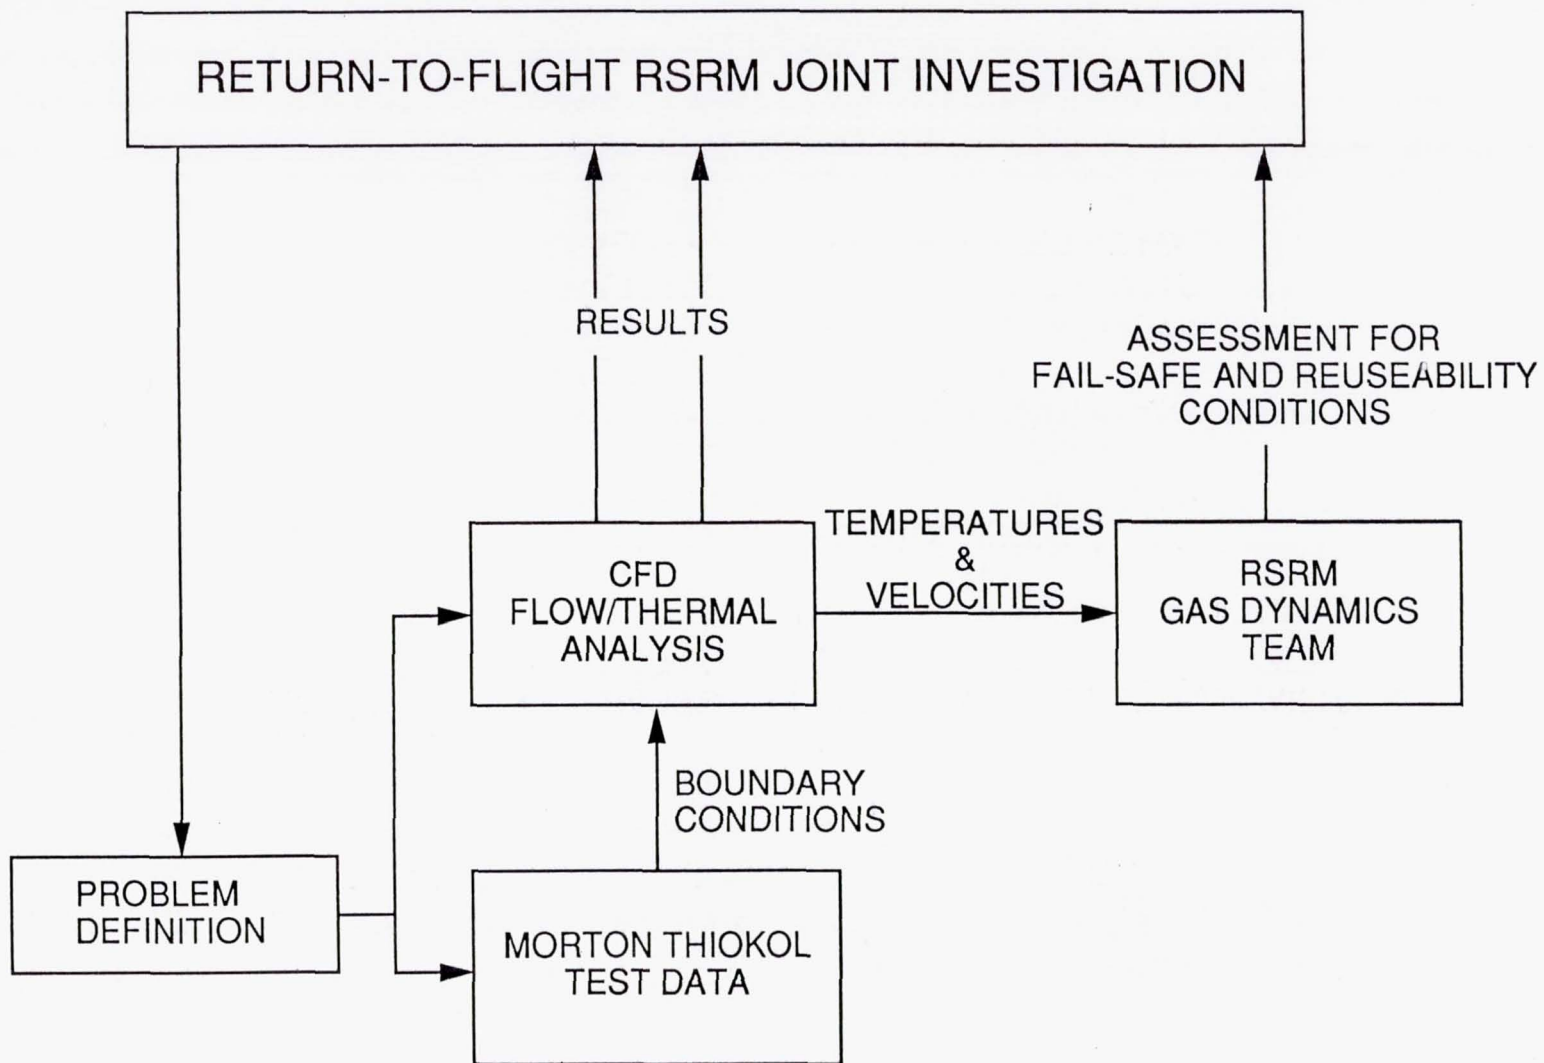 RETURN-TO-FLIGHT RSRM JOINT INVESTIGATION
RESULTS
ASSESSMENT FOR
FAIL-SAFE AND REUSEABILITY
CONDITIONS
TEMPERATURES
&
VELOCITIES
CFD
FLOW/THERMAL
ANALYSIS
RSRM
GAS DYNAMICS
TEAM
BOUNDARY
CONDITIONS
PROBLEM
DEFINITION
MORTON THIOKOL
TEST DATA